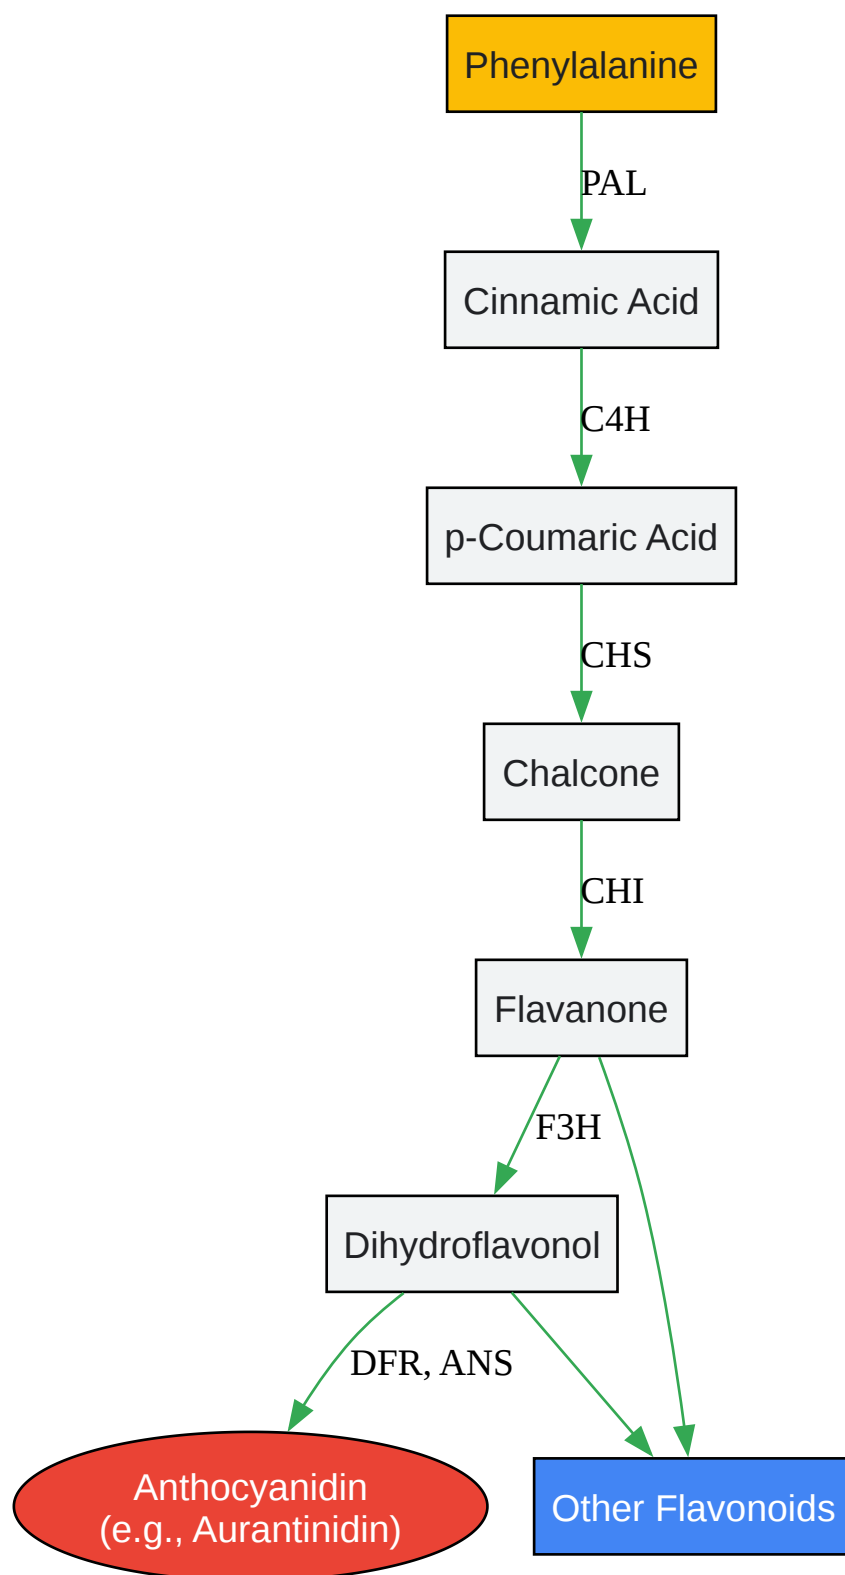 Phenylalanine
PAL
Cinnamic Acid
C4H
p-Coumaric Acid
CHS
Chalcone
CHI
Flavanone
F3H
Dihydroflavonol
DFR, ANS
Anthocyanidin
(e.g., Aurantinidin)
Other Flavonoids